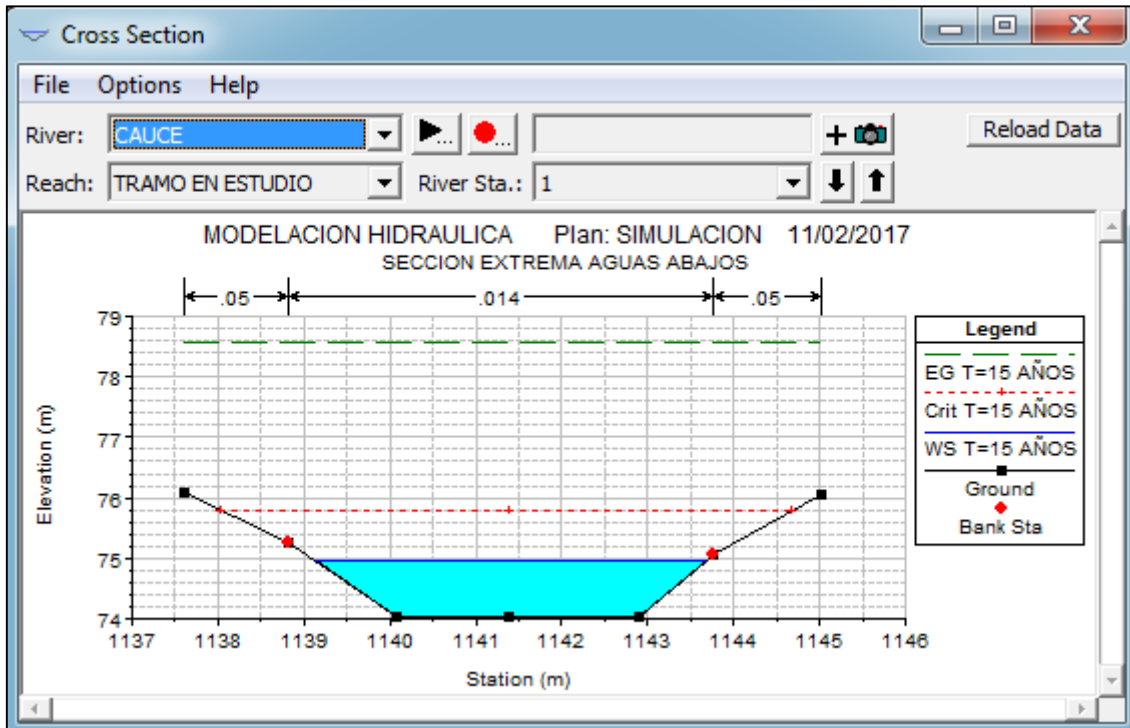 Cross Section
File Options Help
River: CAUCE ... ... + Reload Data
Reach: TRAMO EN ESTUDIO River Sta.: 1
MODELACION HIDRAULICA Plan: SIMULACION 11/02/2017
SECCION EXTREMA AGUAS ABAJOS
.05 .014 .05
79
78
77
76
75
74
Elevation (m)
1137 1138 1139 1140 1141 1142 1143 1144 1145 1146
Station (m)
Legend
EG T=15 AÑOS
Crit T=15 AÑOS
WS T=15 AÑOS
Ground
Bank Sta